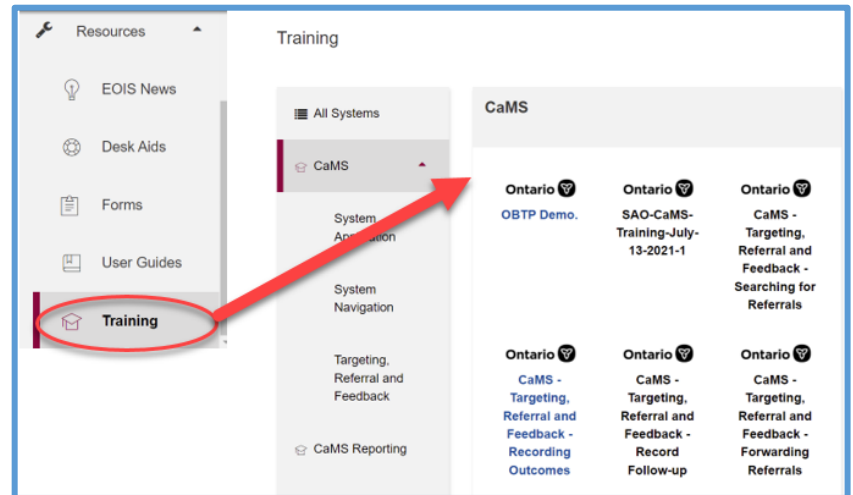 Resources
EOIS News
Desk Aids
Forms
User Guides
Training
Training
All Systems
CaMS
System
Application
System
Navigation
Targeting,
Referral and
Feedback
CaMS Reporting
CaMS
Ontario
OBTP Demo.
Ontario
SAO-CaMS-
Training-July-
13-2021-1
Ontario
CaMS -
Targeting,
Referral and
Feedback -
Searching for
Referrals
Ontario
CaMS -
Targeting,
Referral and
Feedback -
Recording
Outcomes
Ontario
CaMS -
Targeting,
Referral and
Feedback -
Record
Follow-up
Ontario
CaMS -
Targeting,
Referral and
Feedback -
Forwarding
Referrals